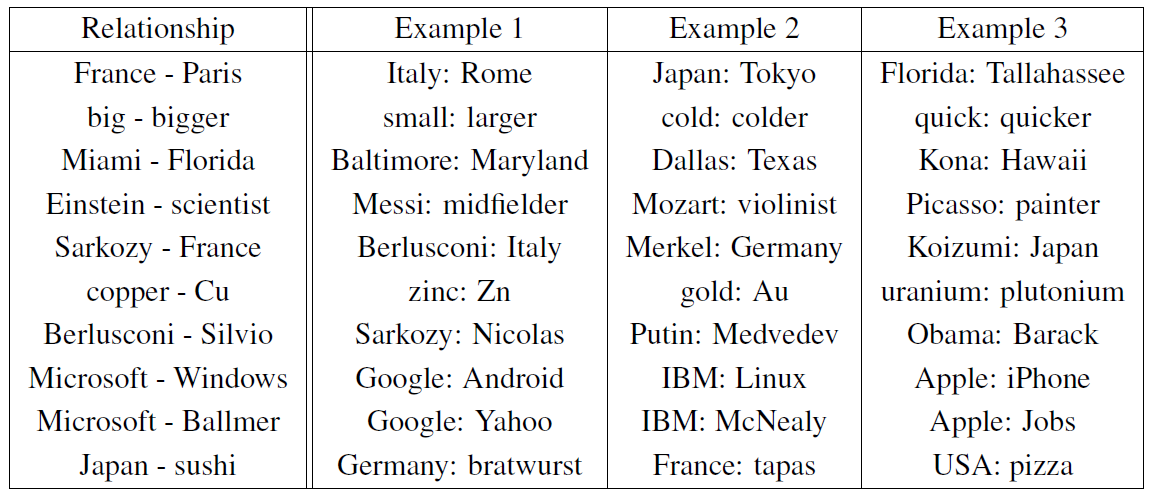 Relationship Example 1 Example 2 Example 3
France - Paris Italy: Rome Japan: Tokyo Florida: Tallahassee
big - bigger small: larger cold: colder quick: quicker
Miami - Florida Baltimore: Maryland Dallas: Texas Kona: Hawaii
Einstein - scientist Messi: midfielder Mozart: violinist Picasso: painter
Sarkozy - France Berlusconi: Italy Merkel: Germany Koizumi: Japan
copper - Cu zinc: Zn gold: Au uranium: plutonium
Berlusconi - Silvio Sarkozy: Nicolas Putin: Medvedev Obama: Barack
Microsoft - Windows Google: Android IBM: Linux Apple: iPhone
Microsoft - Ballmer Google: Yahoo IBM: McNealy Apple: Jobs
Japan - sushi Germany: bratwurst France: tapas USA: pizza